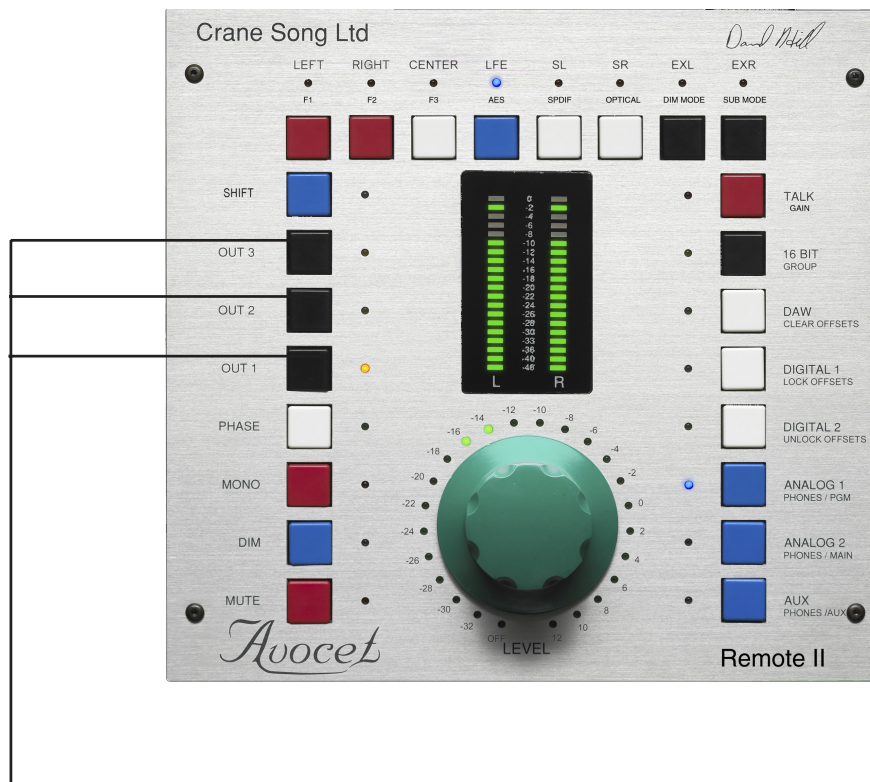 Crane Song Ltd
David Hill
LEFT RIGHT CENTER LFE SL SR EXL EXR
F1 F2 F3 AES SPDIF OPTICAL DIM MODE SUB MODE
SHIFT
OUT 3
OUT 2
OUT 1
PHASE
MONO
DIM
MUTE
0
-2
-4
-6
-8
-10
-12
-14
-16
-18
-20
-22
-24
-26
-28
-30
-33
-36
-40
-46
L R
TALK
GAIN
16 BIT
GROUP
DAW
CLEAR OFFSETS
DIGITAL 1
LOCK OFFSETS
DIGITAL 2
UNLOCK OFFSETS
ANALOG 1
PHONES / PGM
ANALOG 2
PHONES / MAIN
AUX
PHONES /AUX
OFF
-32
-30
-28
-26
-24
-22
-20
-18
-16
-14
-12
-10
-8
-6
-4
-2
0
2
4
6
8
10
12
LEVEL
Avocet
Remote II